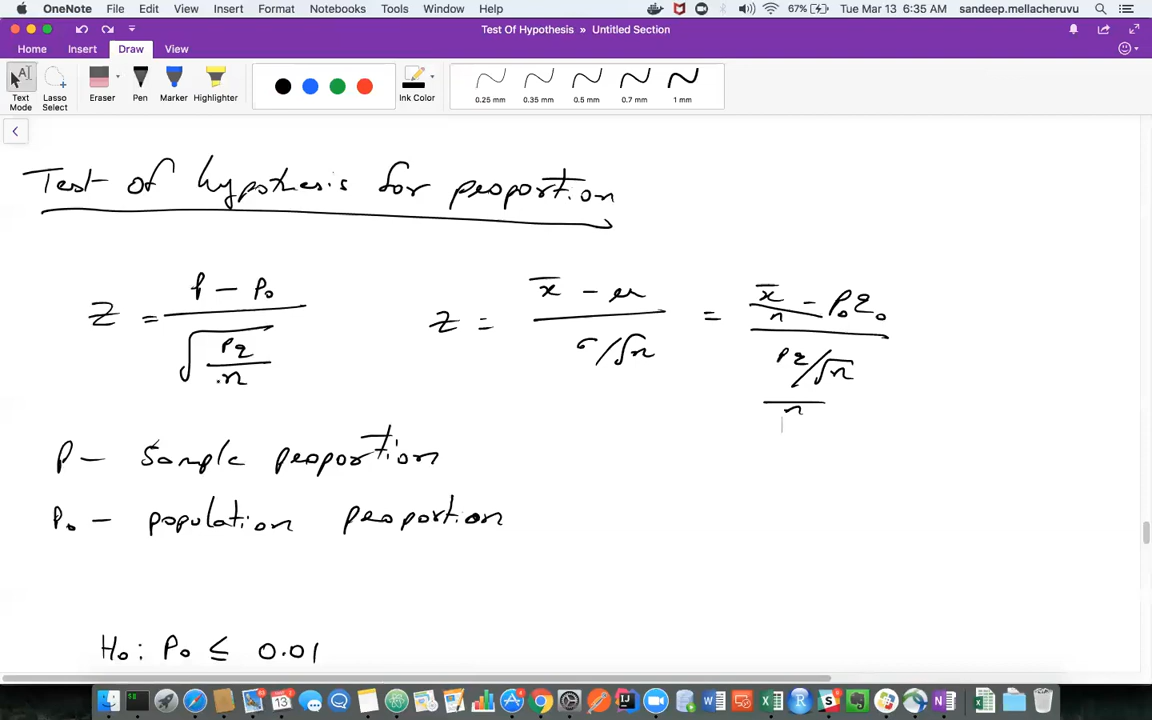 OneNote File Edit View Insert Format Notebooks Tools Window Help 67% Tue Mar 13 6:35 AM sandeep.mellacheruvu
Test Of Hypothesis » Untitled Section
Home Insert Draw View
Text Mode Lasso Select Eraser Pen Marker Highlighter Ink Color 0.25 mm 0.35 mm 0.5 mm 0.7 mm 1 mm
Test of hypothesis for proportion
Z = (p - p₀) / √(pq/n) Z = (x̄ - μ) / (σ/√n) = (x̄/n - p₀q₀) / ((pq/√n)/n)
P - Sample proportion
P₀ - population proportion
H₀: P₀ ≤ 0.01